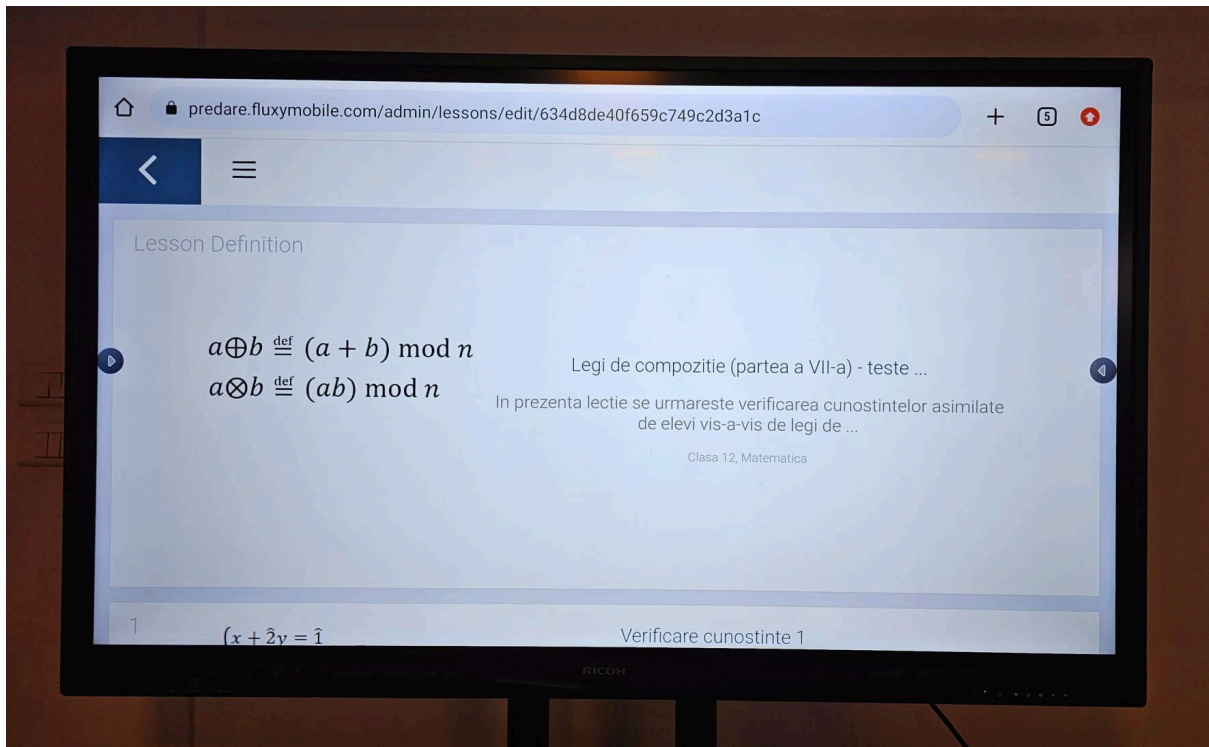 predare.fluxymobile.com/admin/lessons/edit/634d8de40f659c749c2d3a1c
5
Lesson Definition
a⊕b ≝ (a + b) mod n
a⊗b ≝ (ab) mod n
Legi de compozitie (partea a VII-a) - teste ...
In prezenta lectie se urmareste verificarea cunostintelor asimilate
de elevi vis-a-vis de legi de ...
Clasa 12, Matematica
1
{x + 2̂y = 1̂
Verificare cunostinte 1
RICOH